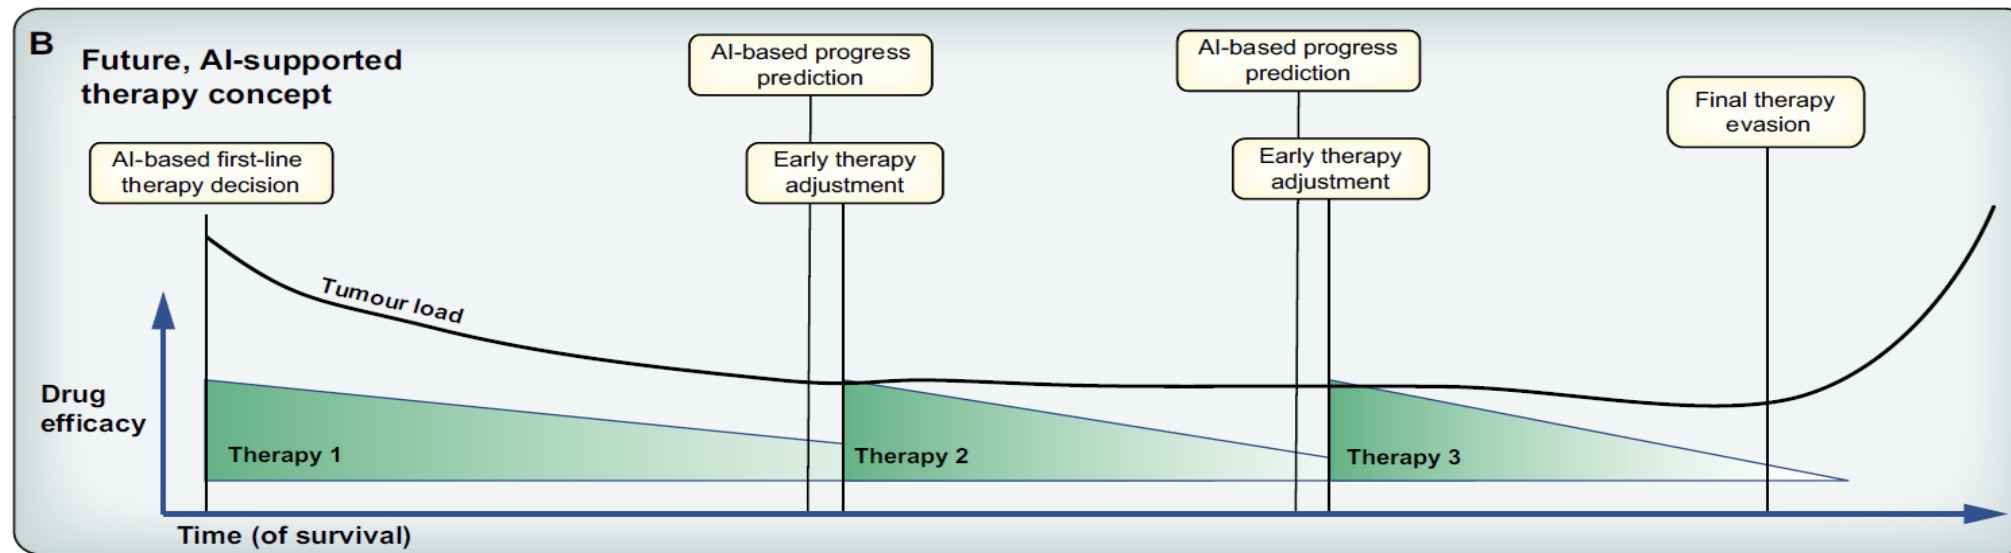 B
Future, AI-supported
therapy concept
AI-based first-line
therapy decision
AI-based progress
prediction
Early therapy
adjustment
AI-based progress
prediction
Early therapy
adjustment
Final therapy
evasion
Tumour load
Drug
efficacy
Therapy 1
Therapy 2
Therapy 3
Time (of survival)